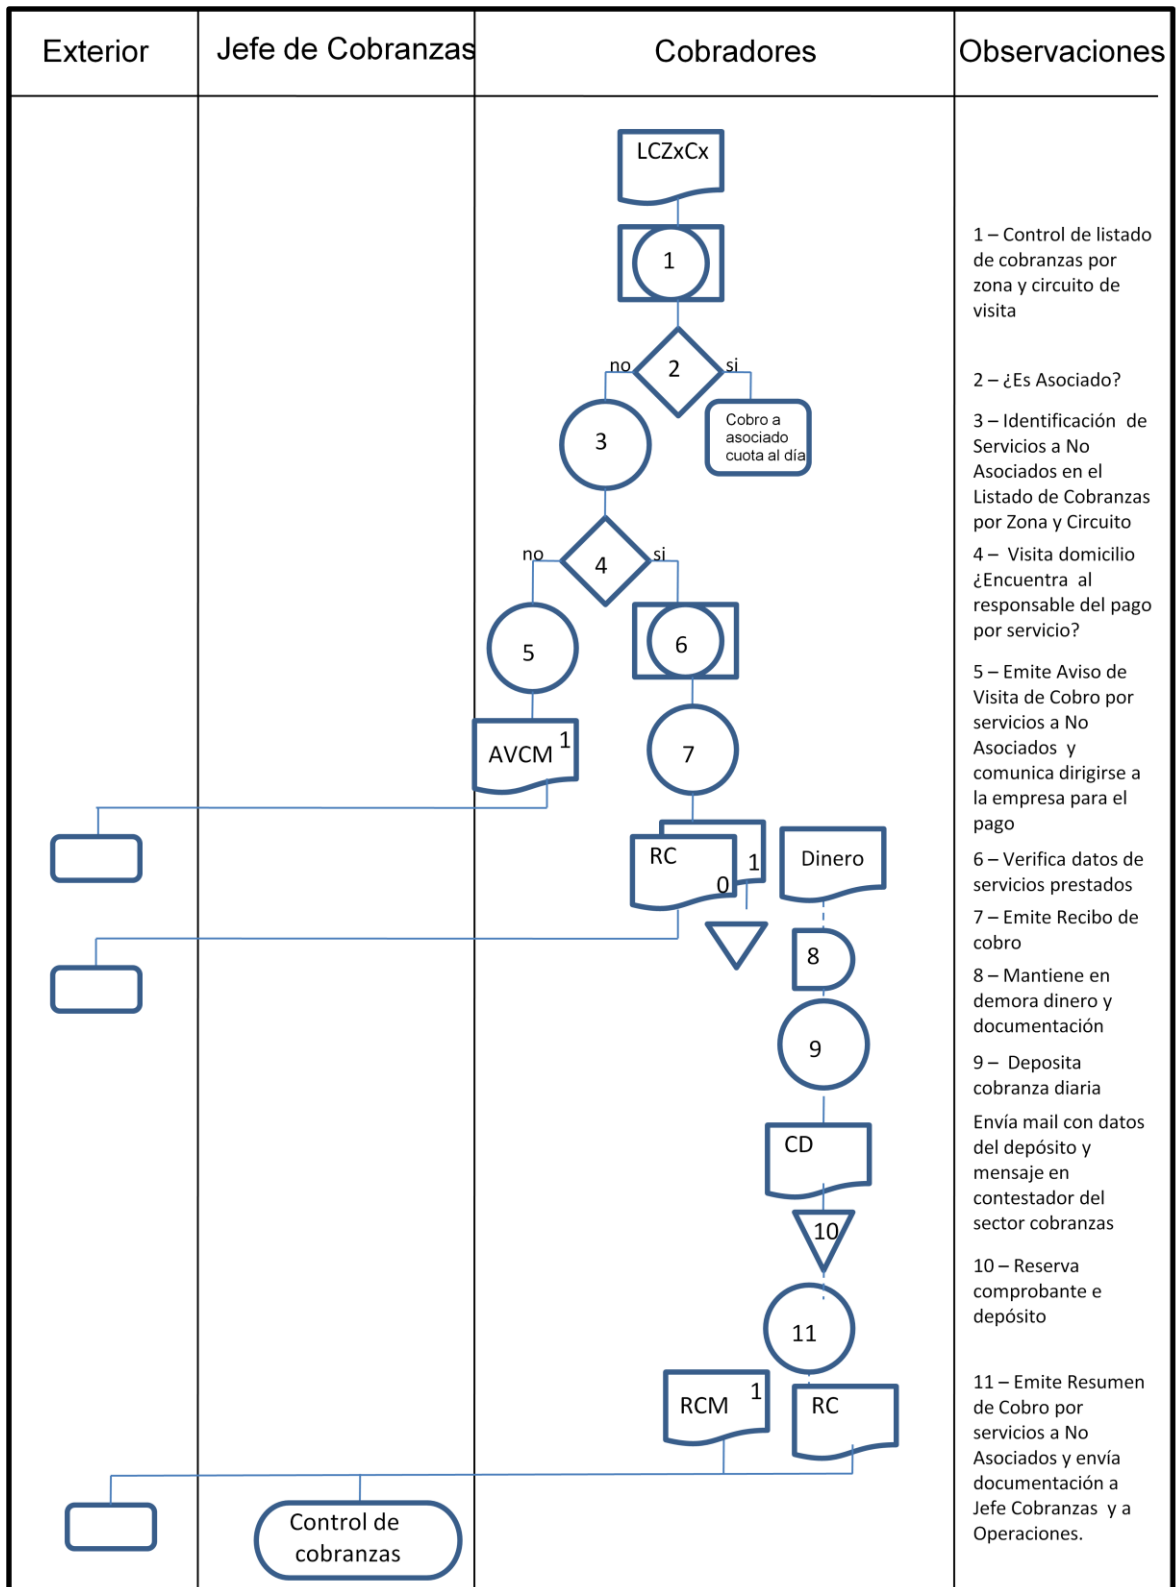 Exterior
Jefe de Cobranzas
Cobradores
Observaciones
LCZxCx
1
2
no
si
3
Cobro a
asociado
cuota al día
4
no
si
5
6
AVCM
1
7
RC
0
1
Dinero
8
9
CD
10
11
RCM
1
RC
Control de
cobranzas
1 – Control de listado
de cobranzas por
zona y circuito de
visita
2 – ¿Es Asociado?
3 – Identificación de
Servicios a No
Asociados en el
Listado de Cobranzas
por Zona y Circuito
4 – Visita domicilio
¿Encuentra al
responsable del pago
por servicio?
5 – Emite Aviso de
Visita de Cobro por
servicios a No
Asociados y
comunica dirigirse a
la empresa para el
pago
6 – Verifica datos de
servicios prestados
7 – Emite Recibo de
cobro
8 – Mantiene en
demora dinero y
documentación
9 – Deposita
cobranza diaria
Envía mail con datos
del depósito y
mensaje en
contestador del
sector cobranzas
10 – Reserva
comprobante e
depósito
11 – Emite Resumen
de Cobro por
servicios a No
Asociados y envía
documentación a
Jefe Cobranzas y a
Operaciones.